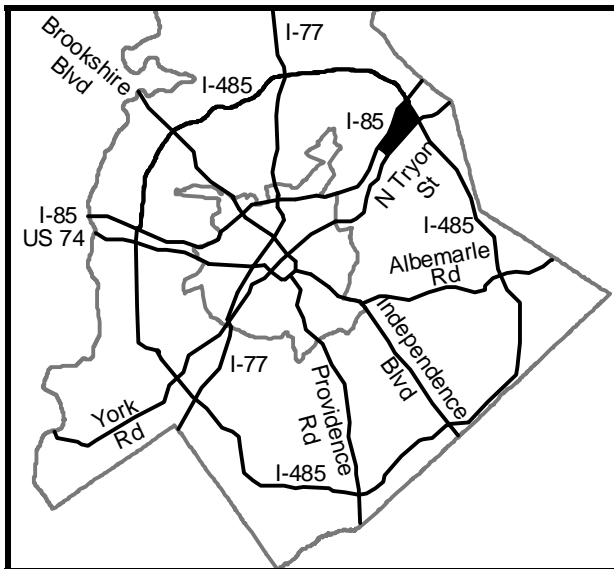 I-77
Brookshire
Blvd
I-485
I-85
N Tryon
St
I-85
US 74
I-485
Albemarle
Rd
Independence
Blvd
I-77
Providence
Rd
York
Rd
I-485